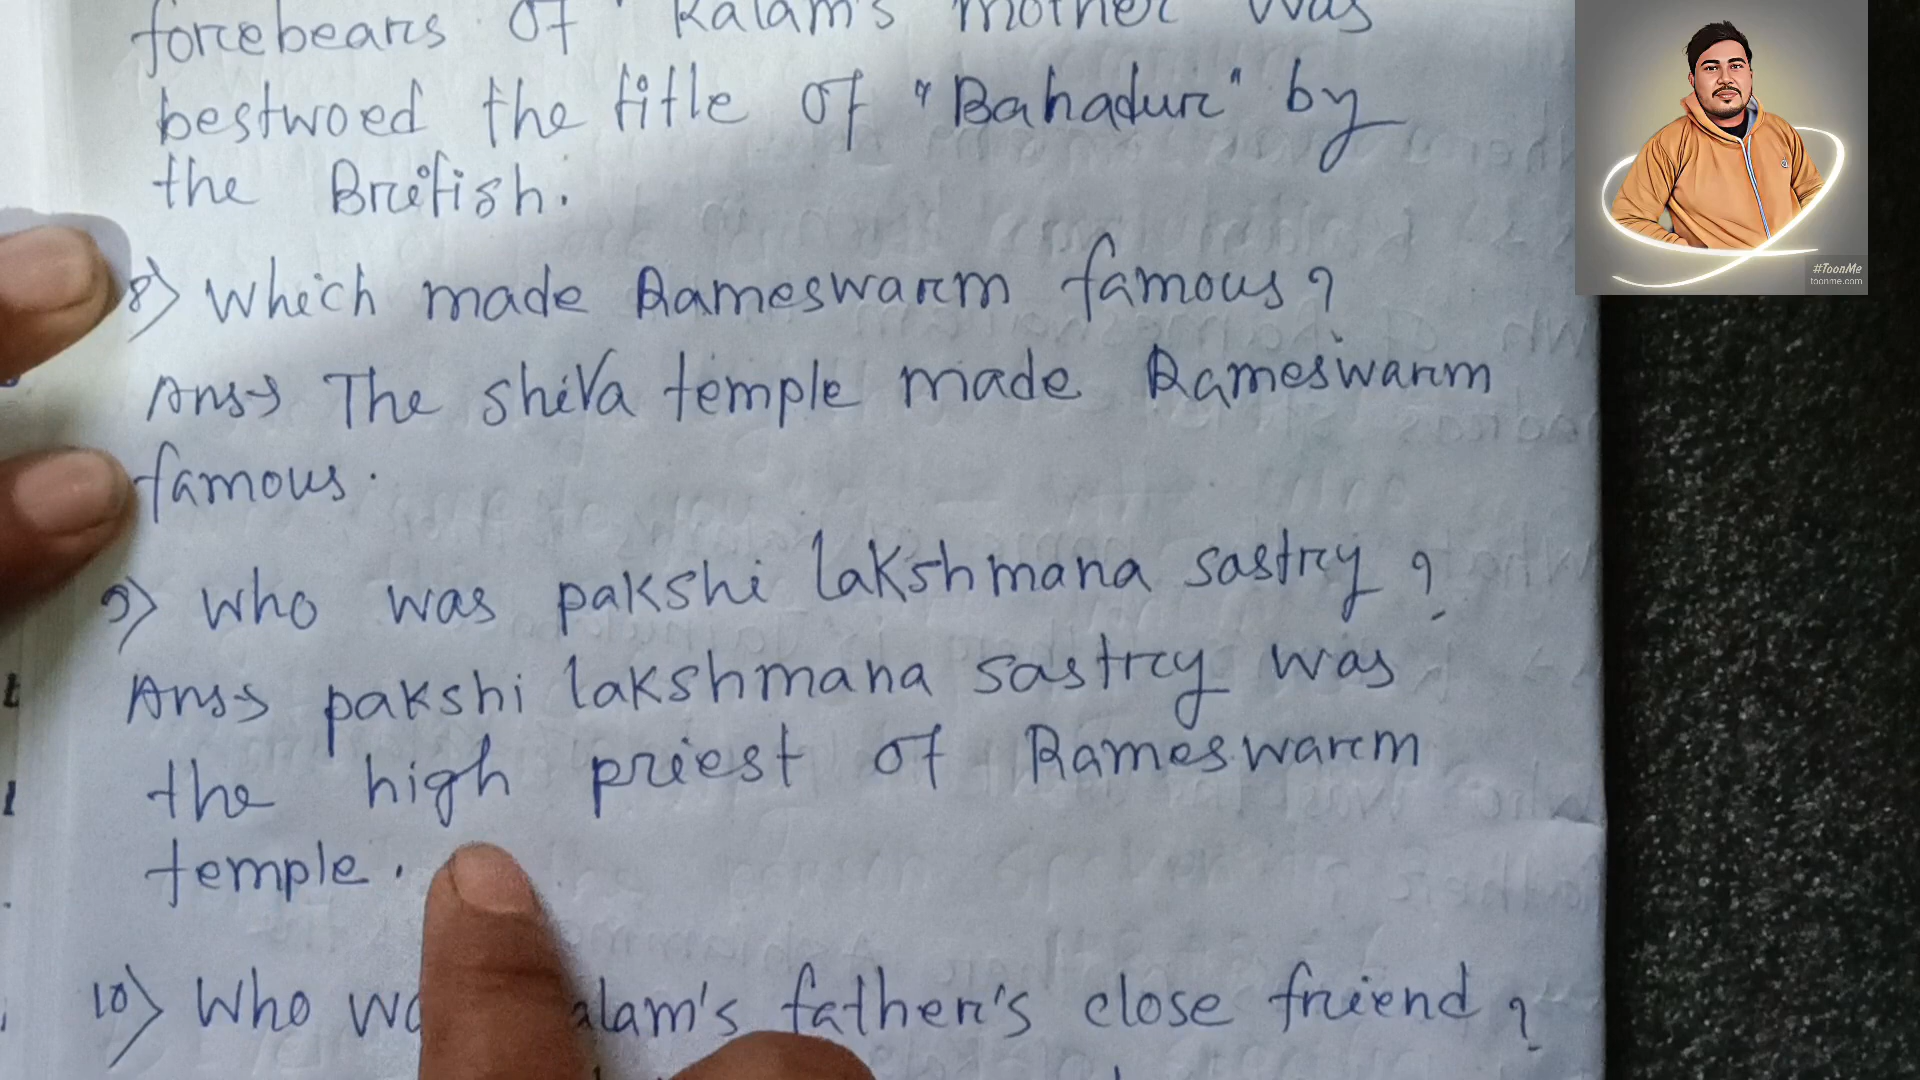 forebears of Kalam's mother was
bestwoed the title of "Bahadur" by
the British.
8) Which made Rameswarm famous?
Ans→ The shiva temple made Rameswarm
famous.
9) Who was pakshi lakshmana sastry?
Ans→ pakshi lakshmana sastry was
the high priest of Rameswarm
temple.
10) Who alam's father's close friend?
#ToonMe
toonme.com
t
l